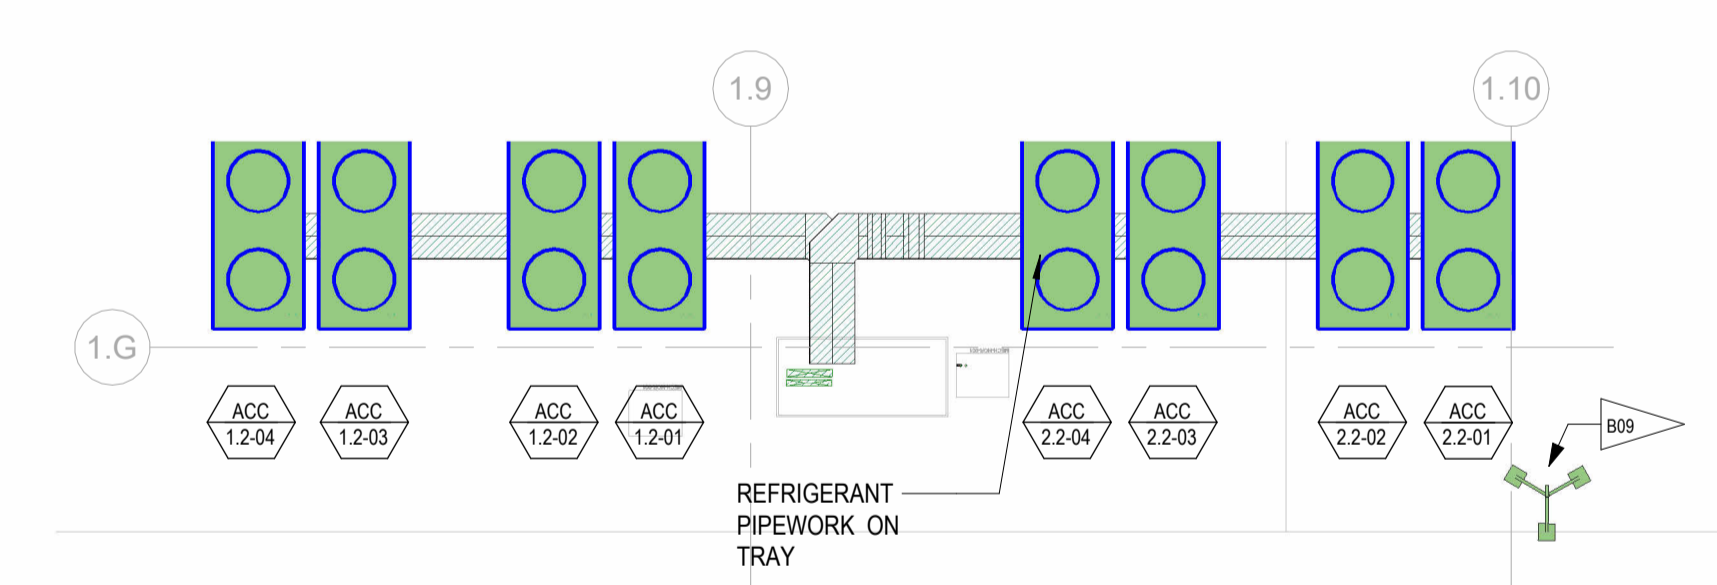 1.9
1.10
1.G
ACC
1.2-04
ACC
1.2-03
ACC
1.2-02
ACC
1.2-01
ACC
2.2-04
ACC
2.2-03
ACC
2.2-02
ACC
2.2-01
B09
REFRIGERANT
PIPEWORK ON
TRAY